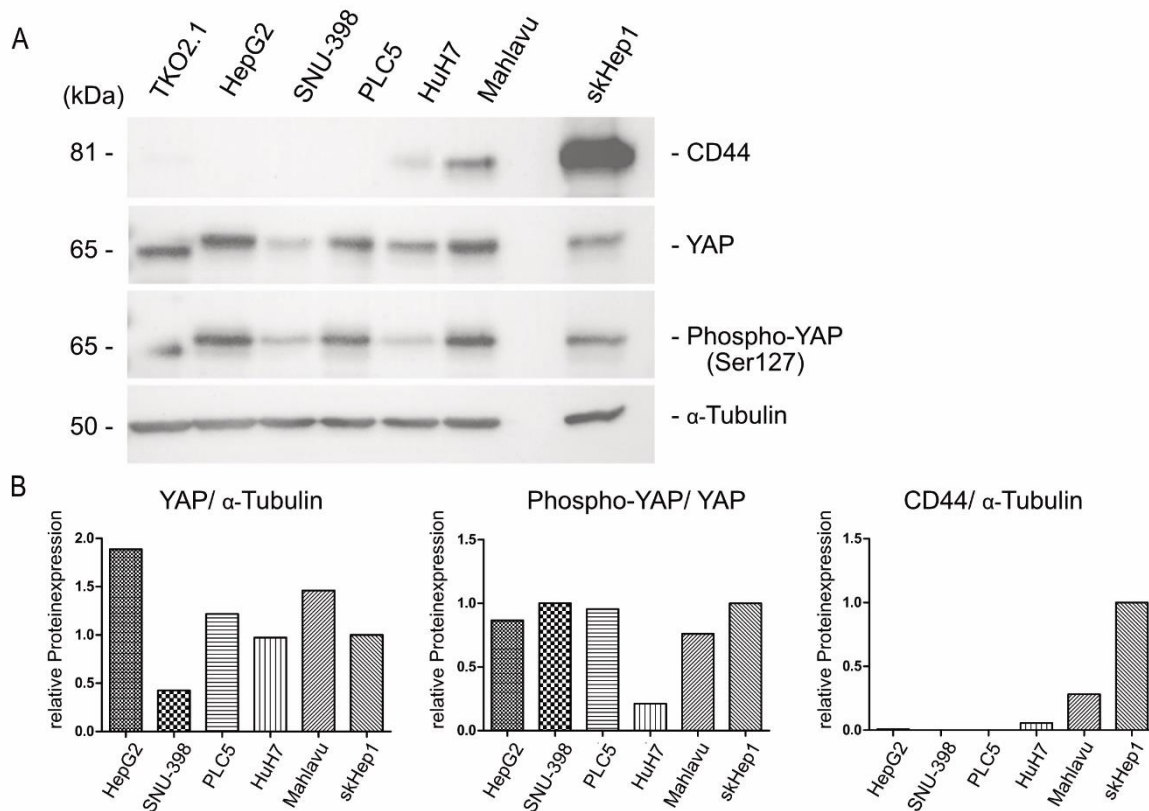 A
TKO2.1 HepG2 SNU-398 PLC5 HuH7 Mahlavu skHep1
(kDa)
81 - - CD44
65 - - YAP
65 - - Phospho-YAP
(Ser127)
50 - - α-Tubulin
B
YAP/ α-Tubulin
relative Proteinexpression
2.0
1.5
1.0
0.5
0.0
HepG2 SNU-398 PLC5 HuH7 Mahlavu skHep1
Phospho-YAP/ YAP
relative Proteinexpression
1.5
1.0
0.5
0.0
HepG2 SNU-398 PLC5 HuH7 Mahlavu skHep1
CD44/ α-Tubulin
relative Proteinexpression
1.5
1.0
0.5
0.0
HepG2 SNU-398 PLC5 HuH7 Mahlavu skHep1